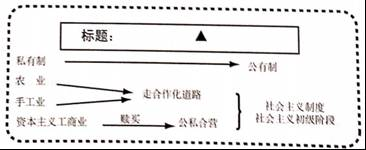 标题： ▲
私有制 公有制
农 业
走合作化道路
手工业
社会主义制度
社会主义初级阶段
资本主义工商业 赎买 公私合营